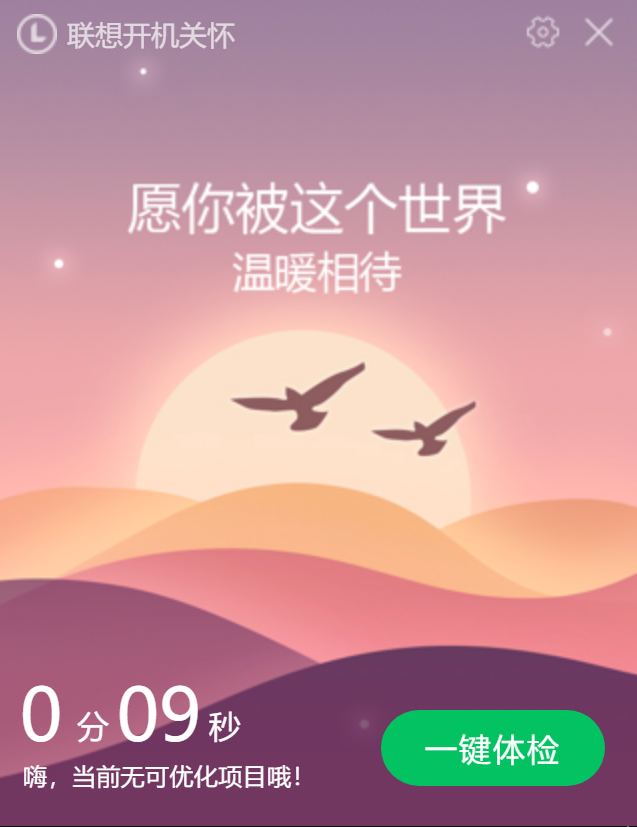 联想开机关怀
愿你被这个世界
温暖相待
0 分 09 秒
嗨，当前无可优化项目哦！
一键体检